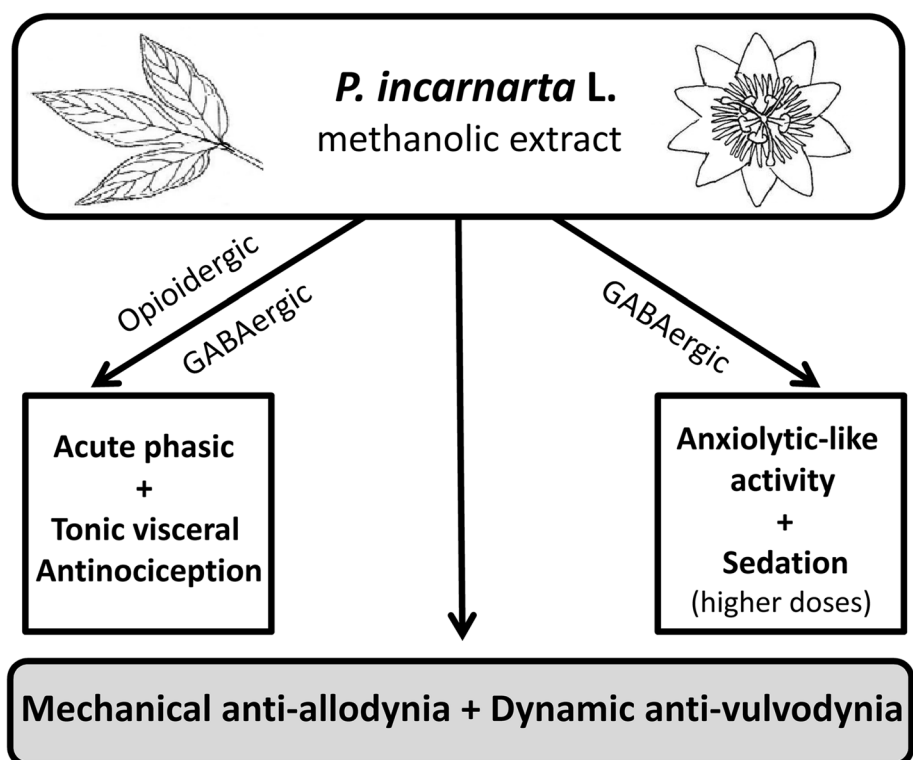 P. incarnarta L.
methanolic extract
Opioidergic
GABAergic
GABAergic
Acute phasic
+
Tonic visceral
Antinociception
Anxiolytic-like
activity
+
Sedation
(higher doses)
Mechanical anti-allodynia + Dynamic anti-vulvodynia